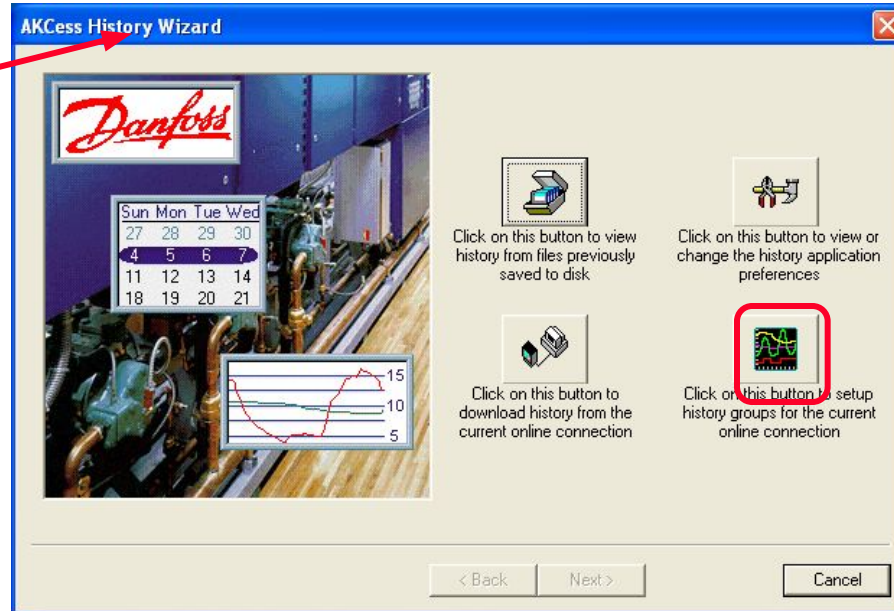 AKCess History Wizard
Danfoss
Sun Mon Tue Wed
27 28 29 30
4 5 6 7
11 12 13 14
18 19 20 21
15
10
5
Click on this button to view
history from files previously
saved to disk
Click on this button to view or
change the history application
preferences
Click on this button to
download history from the
current online connection
Click on this button to setup
history groups for the current
online connection
< Back
Next >
Cancel